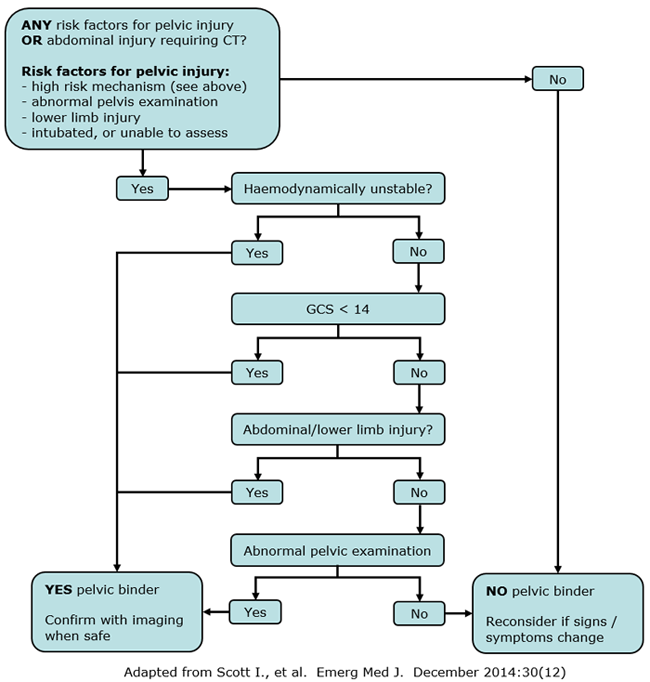 ANY risk factors for pelvic injury
OR abdominal injury requiring CT?
Risk factors for pelvic injury:
- high risk mechanism (see above)
- abnormal pelvis examination
- lower limb injury
- intubated, or unable to assess
No
Yes
Haemodynamically unstable?
Yes
No
GCS < 14
Yes
No
Abdominal/lower limb injury?
Yes
No
Abnormal pelvic examination
Yes
No
YES pelvic binder
Confirm with imaging
when safe
NO pelvic binder
Reconsider if signs /
symptoms change
Adapted from Scott I., et al.  Emerg Med J.  December 2014:30(12)